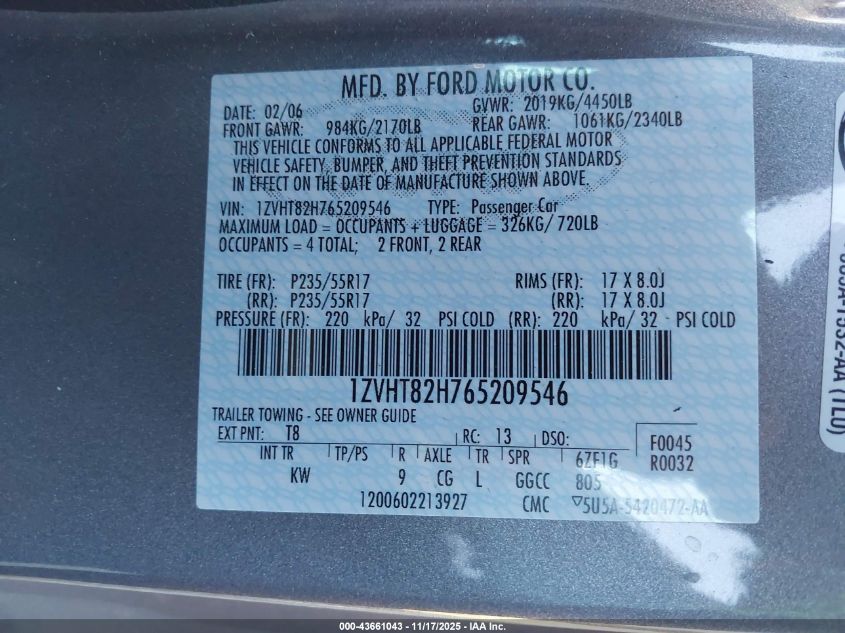 MFD. BY FORD MOTOR CO.
DATE: 02/06 GVWR: 2019KG/4450LB
FRONT GAWR: 984KG/2170LB REAR GAWR: 1061KG/2340LB
THIS VEHICLE CONFORMS TO ALL APPLICABLE FEDERAL MOTOR
VEHICLE SAFETY, BUMPER, AND THEFT PREVENTION STANDARDS
IN EFFECT ON THE DATE OF MANUFACTURE SHOWN ABOVE.
VIN: 1ZVHT82H765209546 TYPE: Passenger Car
MAXIMUM LOAD = OCCUPANTS + LUGGAGE = 326KG/ 720LB
OCCUPANTS = 4 TOTAL; 2 FRONT, 2 REAR
TIRE (FR): P235/55R17 RIMS (FR): 17 X 8.0J
(RR): P235/55R17 (RR): 17 X 8.0J
PRESSURE (FR): 220 kPa/ 32 PSI COLD (RR): 220 kPa/ 32 PSI COLD
1ZVHT82H765209546
TRAILER TOWING - SEE OWNER GUIDE
EXT PNT: T8 RC: 13 DSO: F0045
INT TR TP/PS R AXLE TR SPR 6ZF1G R0032
KW 9 CG L GGCC 805
1200602213927 CMC ▽5U5A-5420472-AA
(TL0)
000-43661043 - 11/17/2025 - IAA Holdings, LLC